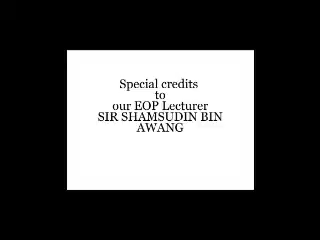 Special credits
to
our EOP Lecturer
SIR SHAMSUDIN BIN
AWANG